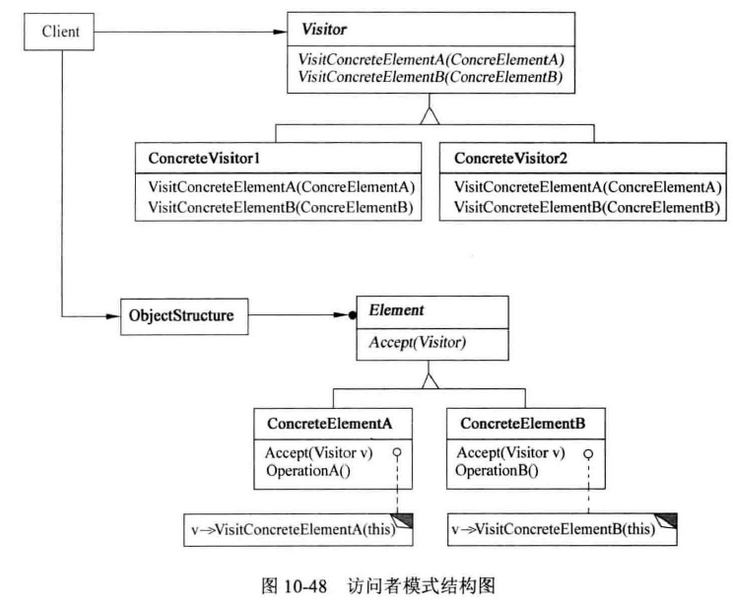 Client
Visitor
VisitConcreteElementA(ConcreElementA)
VisitConcreteElementB(ConcreElementB)
ConcreteVisitor1
VisitConcreteElementA(ConcreElementA)
VisitConcreteElementB(ConcreElementB)
ConcreteVisitor2
VisitConcreteElementA(ConcreElementA)
VisitConcreteElementB(ConcreElementB)
ObjectStructure
Element
Accept(Visitor)
ConcreteElementA
Accept(Visitor v)
OperationA()
ConcreteElementB
Accept(Visitor v)
OperationB()
v->VisitConcreteElementA(this)
v->VisitConcreteElementB(this)
图 10-48 访问者模式结构图